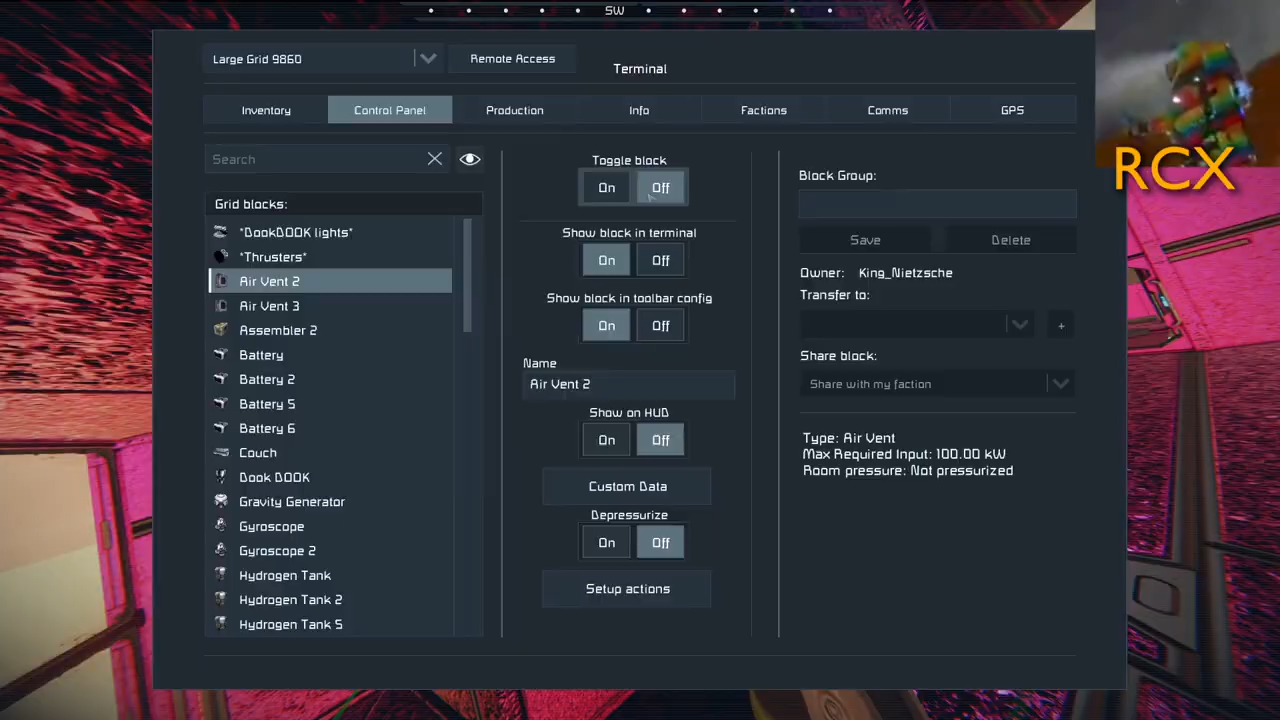 SW
Large Grid 9860
Remote Access
Terminal
Inventory
Control Panel
Production
Info
Factions
Comms
GPS
RCX
Search
Grid blocks:
*DookDOOK lights*
*Thrusters*
Air Vent 2
Air Vent 3
Assembler 2
Battery
Battery 2
Battery 5
Battery 6
Couch
Dook DOOK
Gravity Generator
Gyroscope
Gyroscope 2
Hydrogen Tank
Hydrogen Tank 2
Hydrogen Tank 5
Toggle block
On Off
Show block in terminal
On Off
Show block in toolbar config
On Off
Name
Air Vent 2
Show on HUD
On Off
Custom Data
Depressurize
On Off
Setup actions
Block Group:
Save
Delete
Owner: King_Nietzsche
Transfer to:
+
Share block:
Share with my faction
Type: Air Vent
Max Required Input: 100.00 kW
Room pressure: Not pressurized